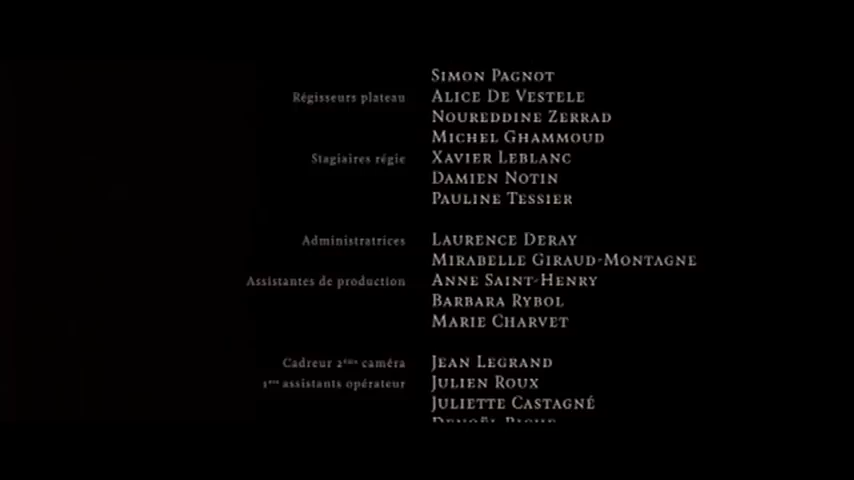 SIMON PAGNOT
Régisseurs plateau ALICE DE VESTELE
NOUREDDINE ZERRAD
MICHEL GHAMMOUD
Stagiaires régie XAVIER LEBLANC
DAMIEN NOTIN
PAULINE TESSIER
Administratrices LAURENCE DERAY
MIRABELLE GIRAUD-MONTAGNE
Assistantes de production ANNE SAINT-HENRY
BARBARA RYBOL
MARIE CHARVET
Cadreur 2ème caméra JEAN LEGRAND
1ers assistants opérateur JULIEN ROUX
JULIETTE CASTAGNÉ